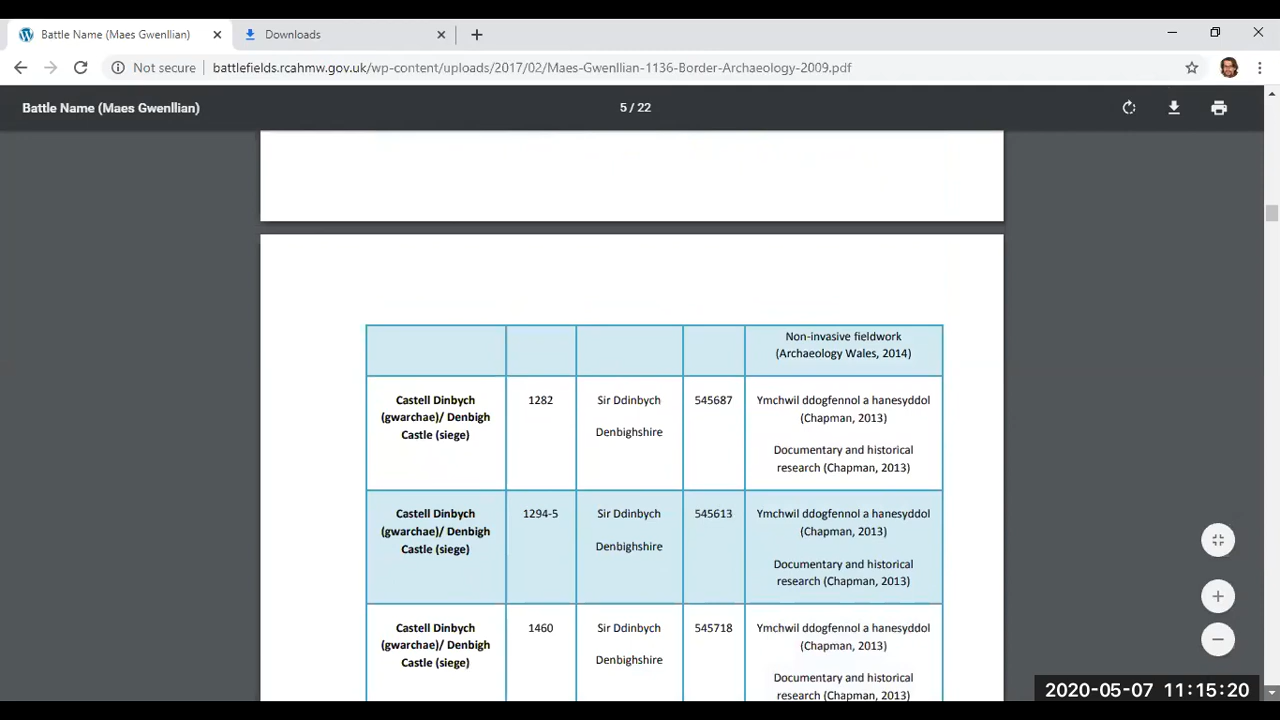 Battle Name (Maes Gwenllian)
Downloads
Not secure
battlefields.rcahmw.gov.uk/wp-content/uploads/2017/02/Maes-Gwenllian-1136-Border-Archaeology-2009.pdf
Battle Name (Maes Gwenllian)
5 / 22
Non-invasive fieldwork
(Archaeology Wales, 2014)
Castell Dinbych
(gwarchae)/ Denbigh
Castle (siege)
1282
Sir Ddinbych
Denbighshire
545687
Ymchwil ddogfennol a hanesyddol
(Chapman, 2013)
Documentary and historical
research (Chapman, 2013)
Castell Dinbych
(gwarchae)/ Denbigh
Castle (siege)
1294-5
Sir Ddinbych
Denbighshire
545613
Ymchwil ddogfennol a hanesyddol
(Chapman, 2013)
Documentary and historical
research (Chapman, 2013)
Castell Dinbych
(gwarchae)/ Denbigh
Castle (siege)
1460
Sir Ddinbych
Denbighshire
545718
Ymchwil ddogfennol a hanesyddol
(Chapman, 2013)
Documentary and historical
research (Chapman, 2013)
2020-05-07 11:15:20